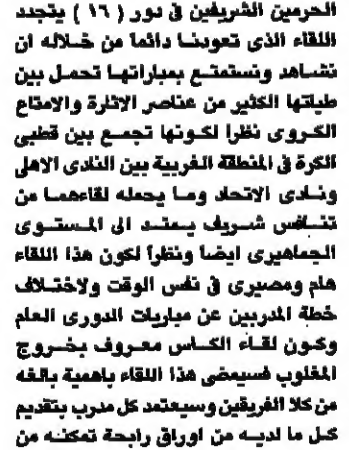 الحرمين الشريفين في دور ( ١٦ ) يتجدد
اللقاء الذى تعودنا دائما من خلاله ان
نشاهد ونستمتع بمباراتها تحمل بين
طياتها الكثير من عناصر الاثارة والامتاع
الكروى نظرا لكونها تجمع بين قطبى
الكرة في المنطقة الغربية بين النادى الاهلى
ونادى الاتحاد وما يحمله لقاءهما من
تنافس شريف يمتد الى المستوى
الجماهيرى ايضا ونظراً لكون هذا اللقاء
هام ومصيرى في نفس الوقت ولاختلاف
خطة المدربين عن مباريات الدورى العام
وكون لقاء الكاس معروف بخروج
المغلوب فسيعضى هذا اللقاء باهمية بالغه
من كلا الفريقين وسيعتمد كل مدرب بتقديم
كل ما لديه من اوراق رابحة تمكنه من